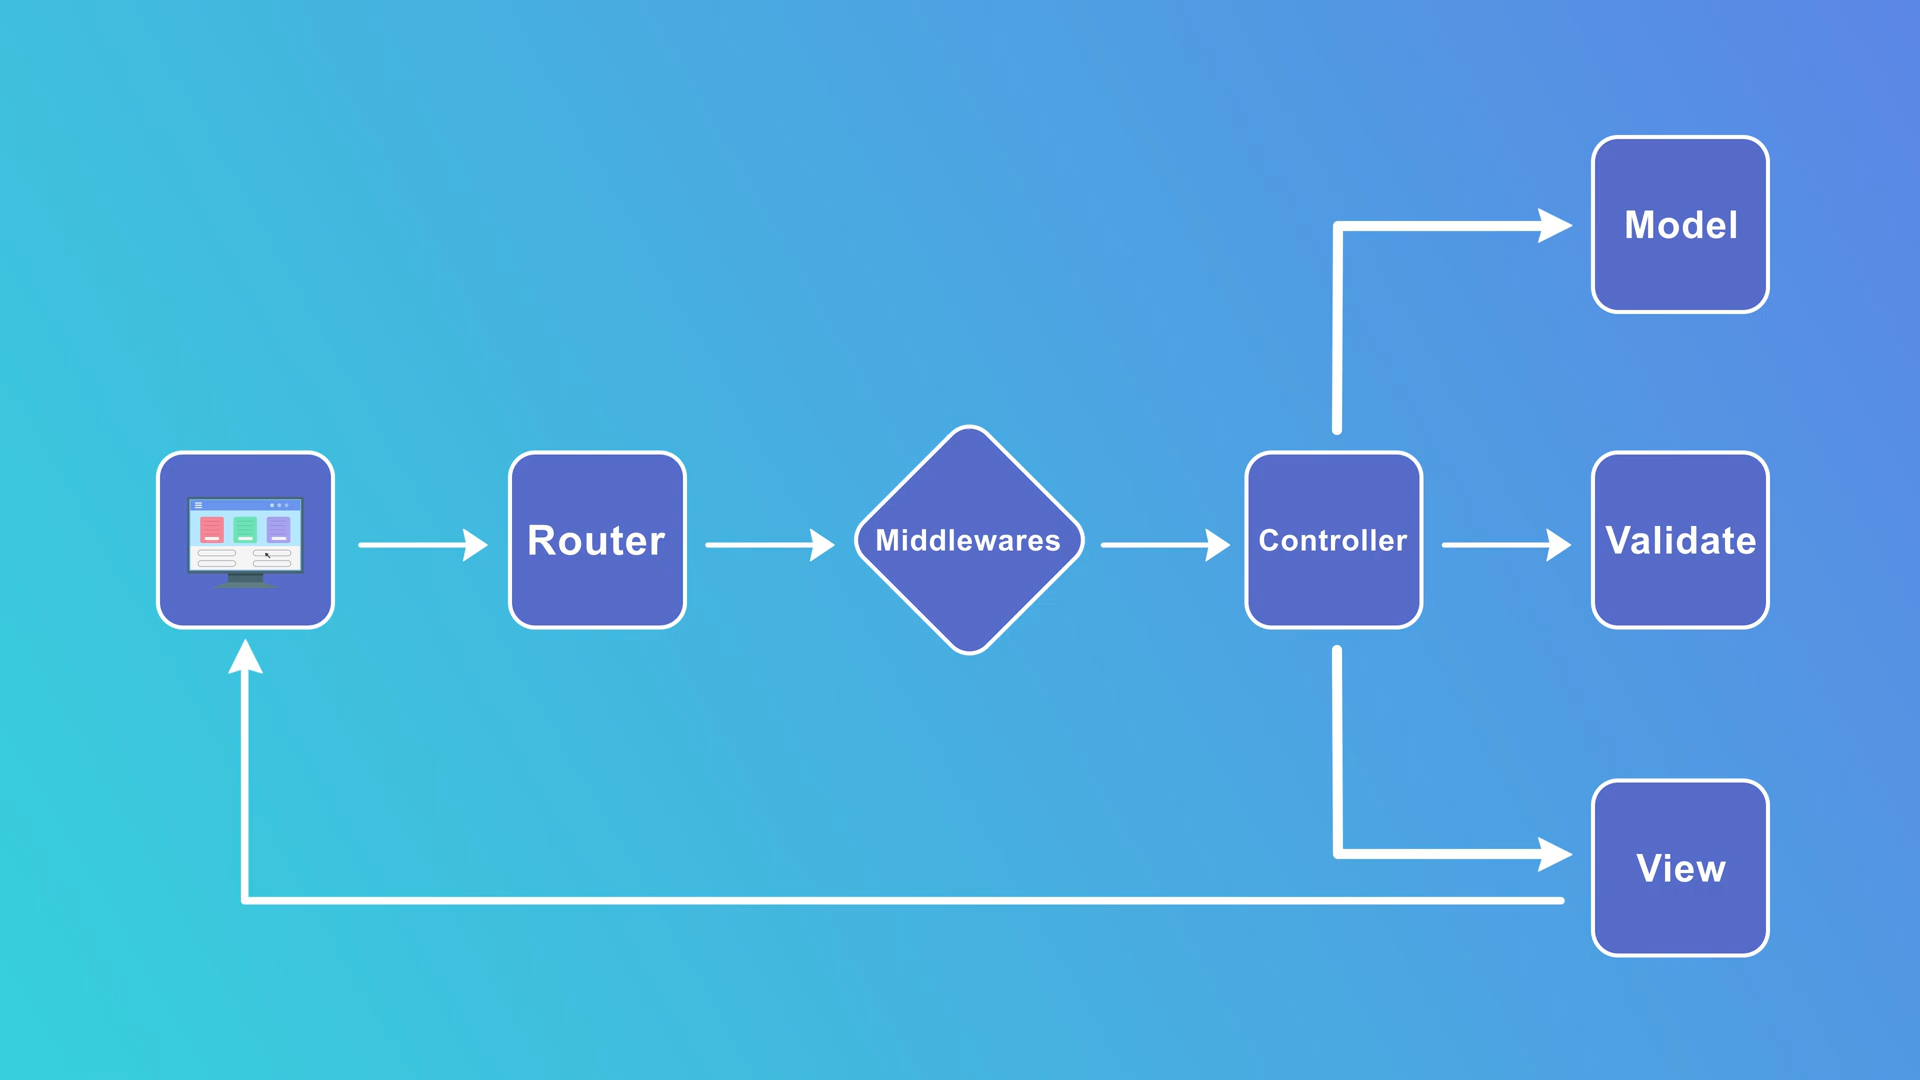 Model
Router
Middlewares
Controller
Validate
View